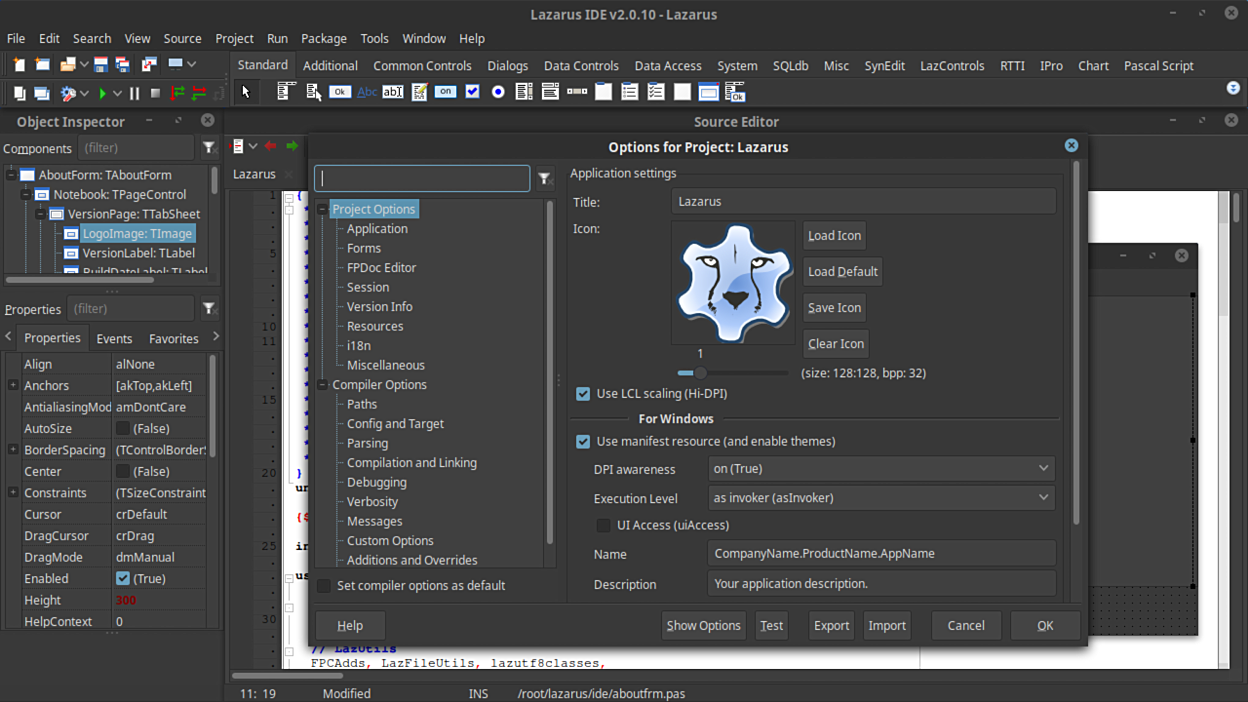 Lazarus IDE v2.0.10 - Lazarus
File Edit Search View Source Project Run Package Tools Window Help
Standard Additional Common Controls Dialogs Data Controls Data Access System SQLdb Misc SynEdit LazControls RTTI IPro Chart Pascal Script
Ok Abc abI on Ok
Object Inspector
Source Editor
Components (filter)
AboutForm: TAboutForm
Notebook: TPageControl
VersionPage: TTabSheet
LogoImage: TImage
VersionLabel: TLabel
BuildDateLabel: TLabel
Properties (filter)
Properties Events Favorites
Align alNone
Anchors [akTop,akLeft]
AntialiasingMod amDontCare
AutoSize (False)
BorderSpacing (TControlBorderS
Center (False)
Constraints (TSizeConstraint
Cursor crDefault
DragCursor crDrag
DragMode dmManual
Enabled (True)
Height 300
HelpContext 0
Lazarus
1
5
10
11
15
20
25
30
{
}
un
{$
in
us
// LazUtils
FPCAdds, LazFileUtils, lazutf8classes,
Options for Project: Lazarus
Project Options
Application
Forms
FPDoc Editor
Session
Version Info
Resources
i18n
Miscellaneous
Compiler Options
Paths
Config and Target
Parsing
Compilation and Linking
Debugging
Verbosity
Messages
Custom Options
Additions and Overrides
Set compiler options as default
Application settings
Title: Lazarus
Icon:
Load Icon
Load Default
Save Icon
Clear Icon
1
(size: 128:128, bpp: 32)
Use LCL scaling (Hi-DPI)
For Windows
Use manifest resource (and enable themes)
DPI awareness on (True)
Execution Level as invoker (asInvoker)
UI Access (uiAccess)
Name CompanyName.ProductName.AppName
Description Your application description.
Help Show Options Test Export Import Cancel OK
11: 19 Modified INS /root/lazarus/ide/aboutfrm.pas